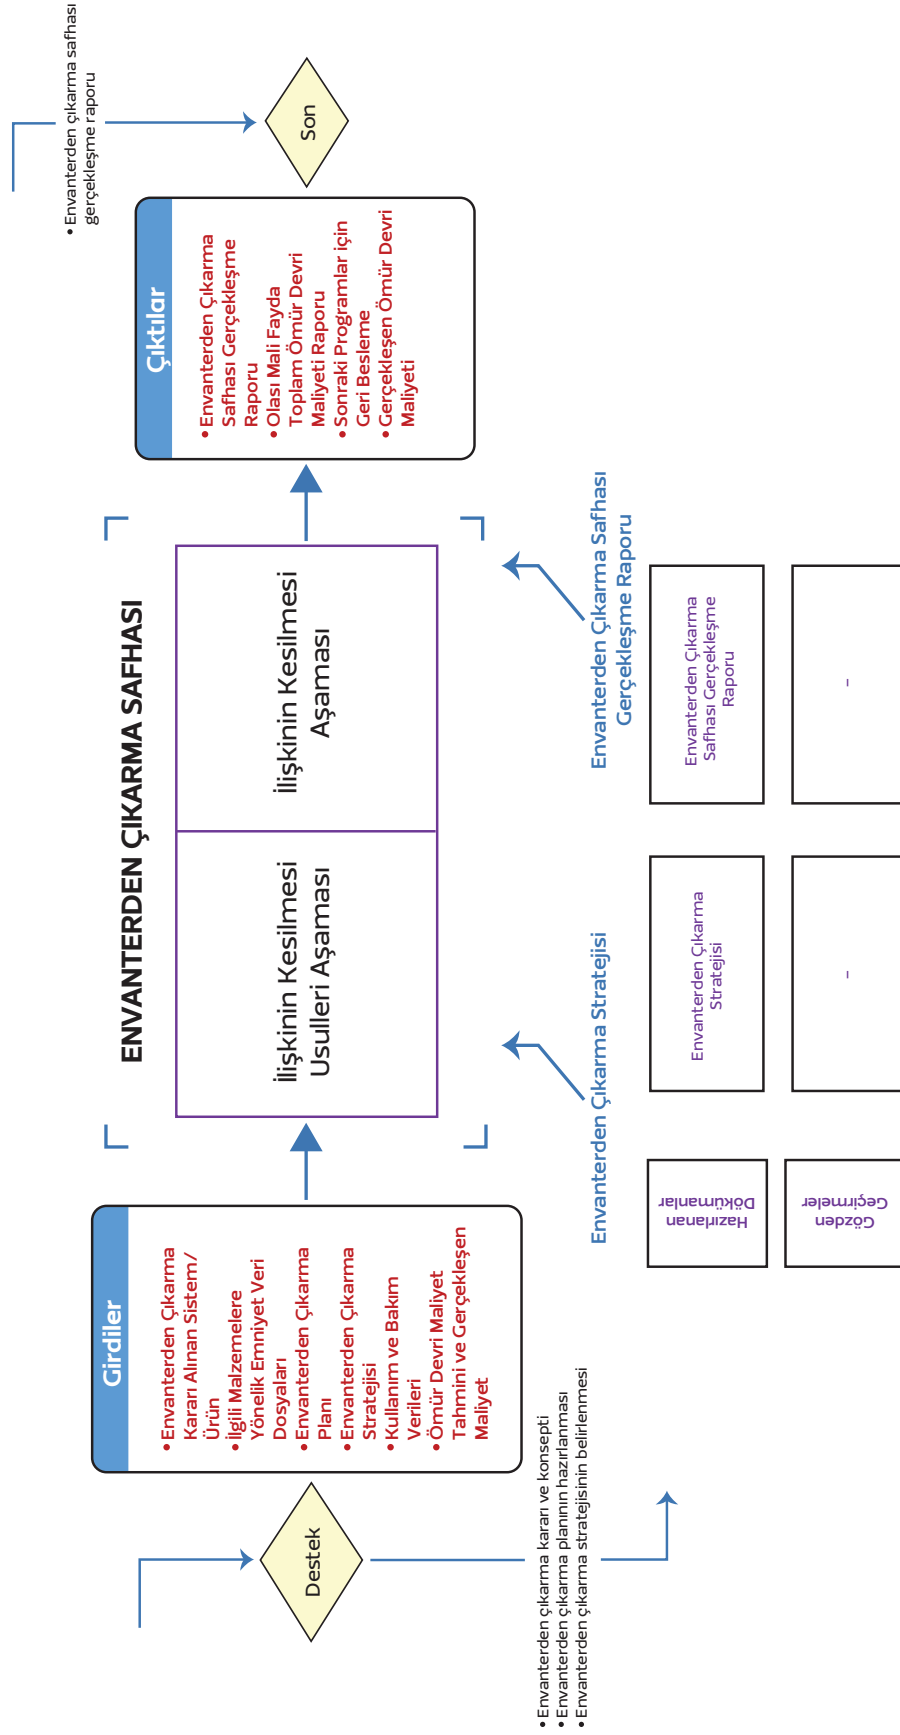 ENVANTERDEN ÇIKARMA SAFHASI
Destek
• Envanterden çıkarma kararı ve konsepti
• Envanterden çıkarma planının hazırlanması
• Envanterden çıkarma stratejisinin belirlenmesi
Girdiler
• Envanterden Çıkarma
Kararı Alınan Sistem/
Ürün
• İlgili Malzemelere
Yönelik Emniyet Veri
Dosyaları
• Envanterden Çıkarma
Planı
• Envanterden Çıkarma
Stratejisi
• Kullanım ve Bakım
Verileri
• Ömür Devri Maliyet
Tahmini ve Gerçekleşen
Maliyet
İlişkinin Kesilmesi
Usulleri Aşaması
İlişkinin Kesilmesi
Aşaması
Çıktılar
• Envanterden Çıkarma
Safhası Gerçekleşme
Raporu
• Olası Mali Fayda
Toplam Ömür Devri
Maliyeti Raporu
• Sonraki Programlar için
Geri Besleme
• Gerçekleşen Ömür Devri
Maliyeti
Son
• Envanterden çıkarma safhası
gerçekleşme raporu
Envanterden Çıkarma Stratejisi
Envanterden Çıkarma Safhası
Gerçekleşme Raporu
Hazırlanan
Dökümanlar
Envanterden Çıkarma
Stratejisi
Envanterden Çıkarma
Safhası Gerçekleşme
Raporu
Gözden
Geçirmeler
–
–